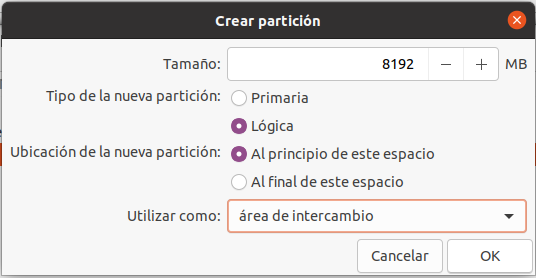 Crear partición
Tamaño: 8192 MB
Tipo de la nueva partición: Primaria
Lógica
Ubicación de la nueva partición: Al principio de este espacio
Al final de este espacio
Utilizar como: área de intercambio
Cancelar OK